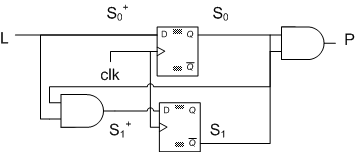 S₀⁺ S₀
L D Q P
clk Q
S₁⁺ D Q
Q S₁